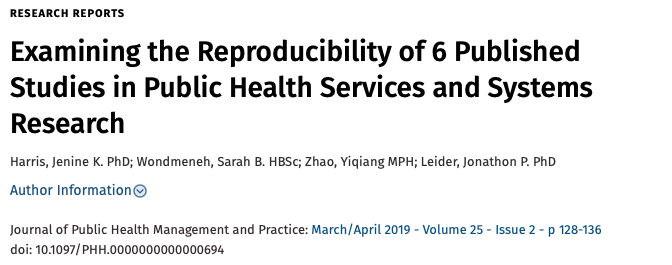 RESEARCH REPORTS
Examining the Reproducibility of 6 Published
Studies in Public Health Services and Systems
Research
Harris, Jenine K. PhD; Wondmeneh, Sarah B. HBSc; Zhao, Yiqiang MPH; Leider, Jonathon P. PhD
Author Information
Journal of Public Health Management and Practice: March/April 2019 - Volume 25 - Issue 2 - p 128-136
doi: 10.1097/PHH.0000000000000694